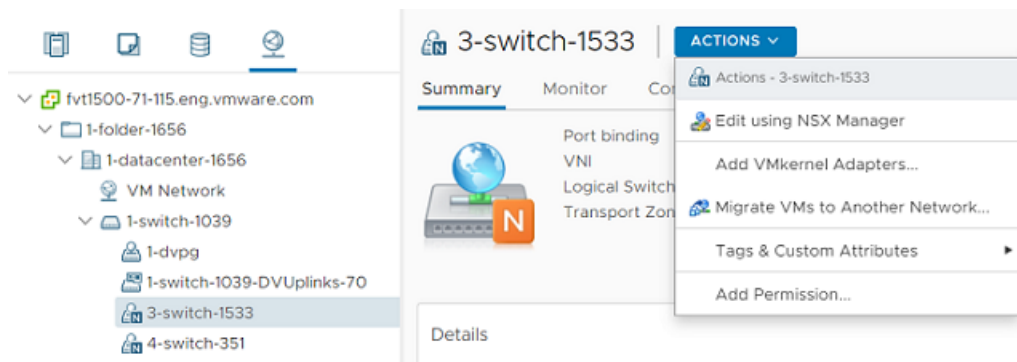 fvt1500-71-115.eng.vmware.com
1-folder-1656
1-datacenter-1656
VM Network
1-switch-1039
1-dvpg
1-switch-1039-DVUplinks-70
3-switch-1533
4-switch-351
3-switch-1533
ACTIONS
Summary
Monitor
Port binding
VNI
Logical Switch
Transport Zon
N
Details
Actions - 3-switch-1533
Edit using NSX Manager
Add VMkernel Adapters...
Migrate VMs to Another Network...
Tags & Custom Attributes
Add Permission...